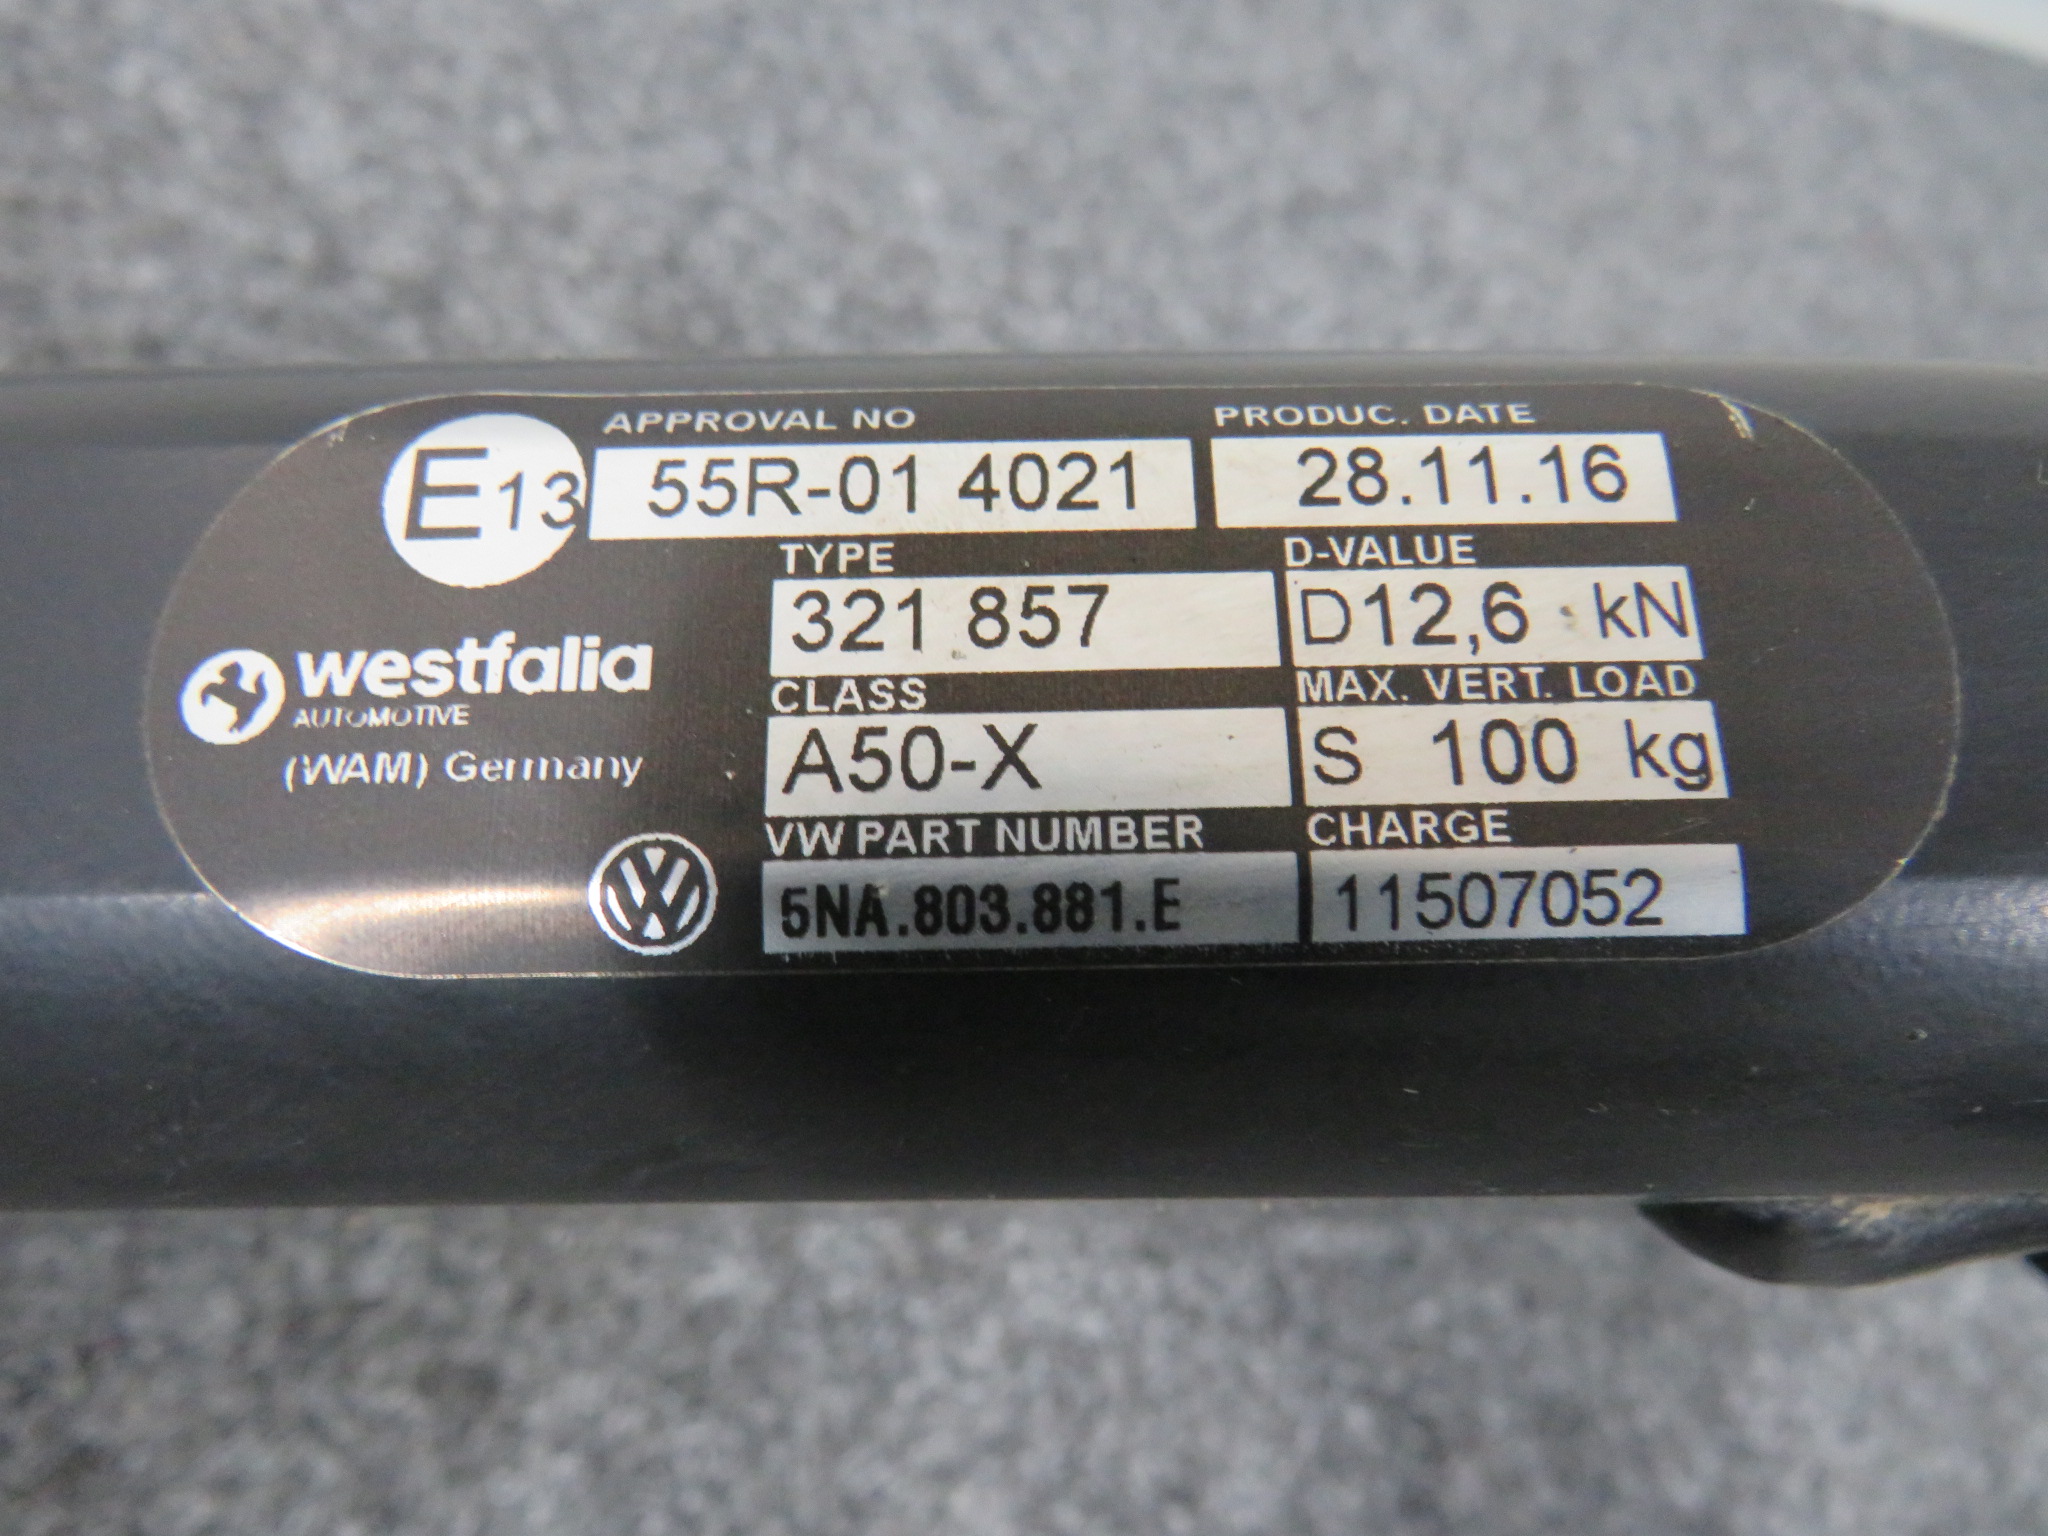 APPROVAL NO PRODUC. DATE
E13 55R-01 4021 28.11.16
TYPE D-VALUE
321 857 D12,6 kN
westfalia
AUTOMOTIVE
(WAM) Germany
CLASS MAX. VERT. LOAD
A50-X S 100 kg
VW PART NUMBER CHARGE
5NA.803.881.E 11507052